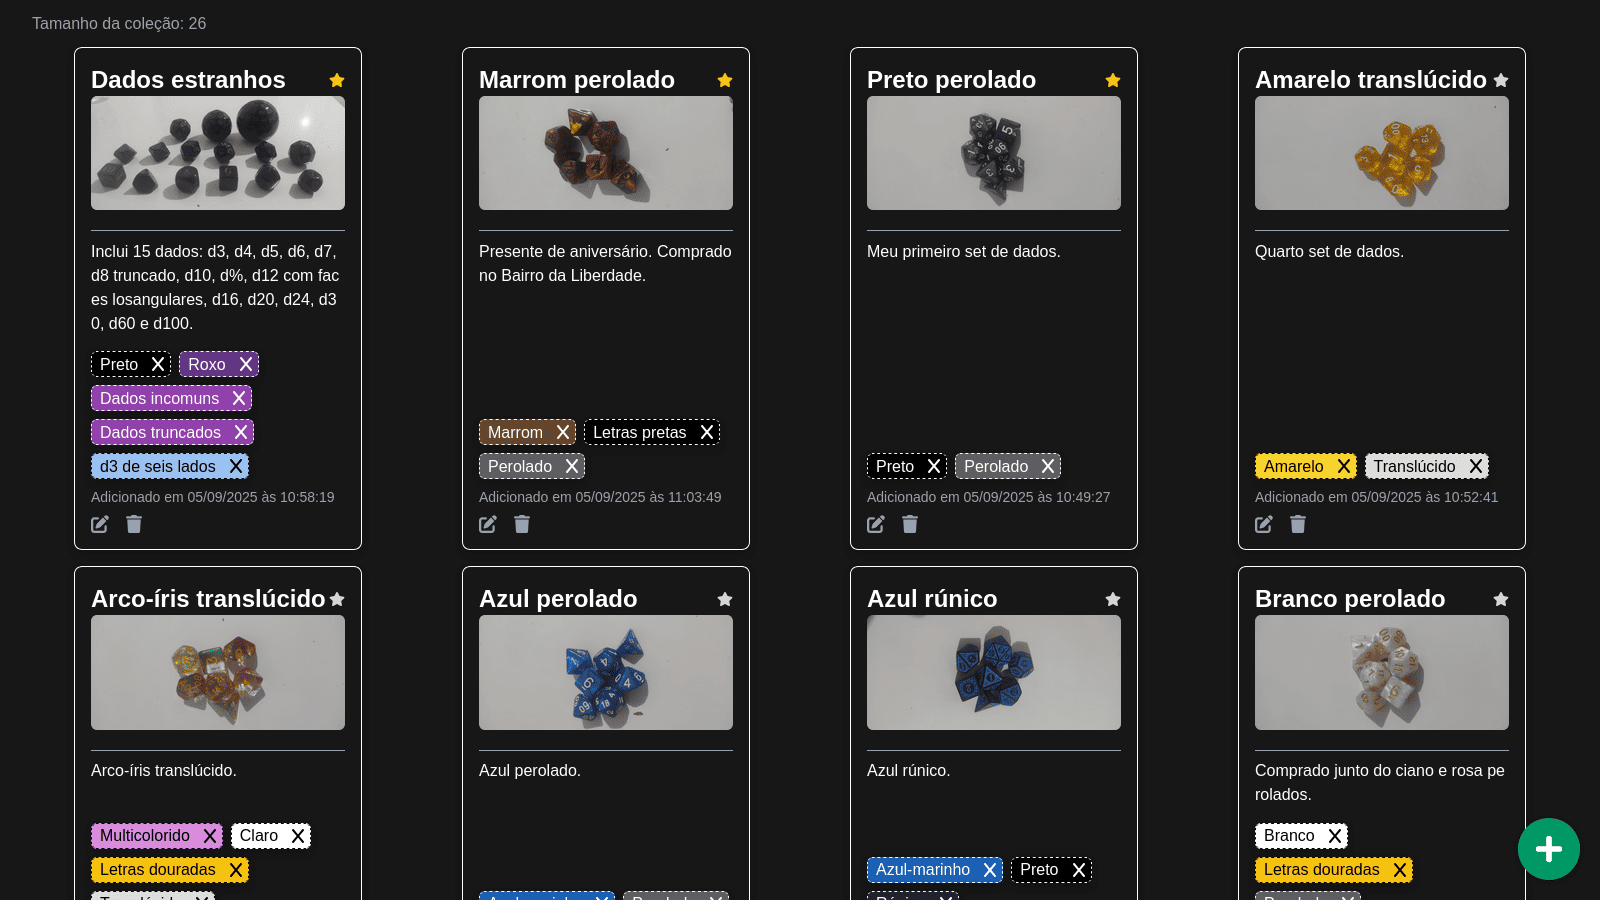 Tamanho da coleção: 26
Dados estranhos
Inclui 15 dados: d3, d4, d5, d6, d7,
d8 truncado, d10, d%, d12 com fac
es losangulares, d16, d20, d24, d3
0, d60 e d100.
Preto X Roxo X
Dados incomuns X
Dados truncados X
d3 de seis lados X
Adicionado em 05/09/2025 às 10:58:19
Marrom perolado
Presente de aniversário. Comprado
no Bairro da Liberdade.
Marrom X Letras pretas X
Perolado X
Adicionado em 05/09/2025 às 11:03:49
Preto perolado
Meu primeiro set de dados.
Preto X Perolado X
Adicionado em 05/09/2025 às 10:49:27
Amarelo translúcido
Quarto set de dados.
Amarelo X Translúcido X
Adicionado em 05/09/2025 às 10:52:41
Arco-íris translúcido
Arco-íris translúcido.
Multicolorido X Claro X
Letras douradas X
Azul perolado
Azul perolado.
Azul rúnico
Azul rúnico.
Azul-marinho X Preto X
Branco perolado
Comprado junto do ciano e rosa pe
rolados.
Branco X
Letras douradas X